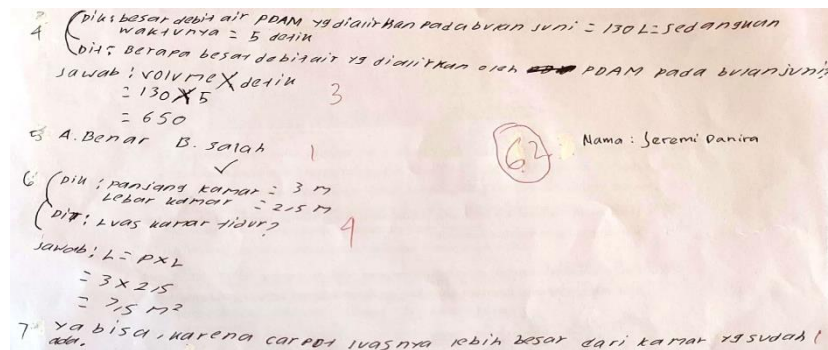 4 Dik: besar debit air PDAM yg dialirkan pada bulan juni = 130 L = sedangkan
waktunya = 5 detik
Dit: Berapa besar debit air yg dialirkan oleh PDAM pada bulan juni?
Jawab: volume X detik
= 130 X 5
= 650
3
5 A. Benar B. Salah
1
62
Nama: Jeremi Danira
6 Dik: panjang kamar = 3 m
Lebar kamar = 2,5 m
Dit: Luas kamar tidur?
4
Jawab: L = P X L
= 3 X 2,5
= 7,5 m²
7 Ya bisa, karena carpet luasnya lebih besar dari kamar yg sudah
ada.
1